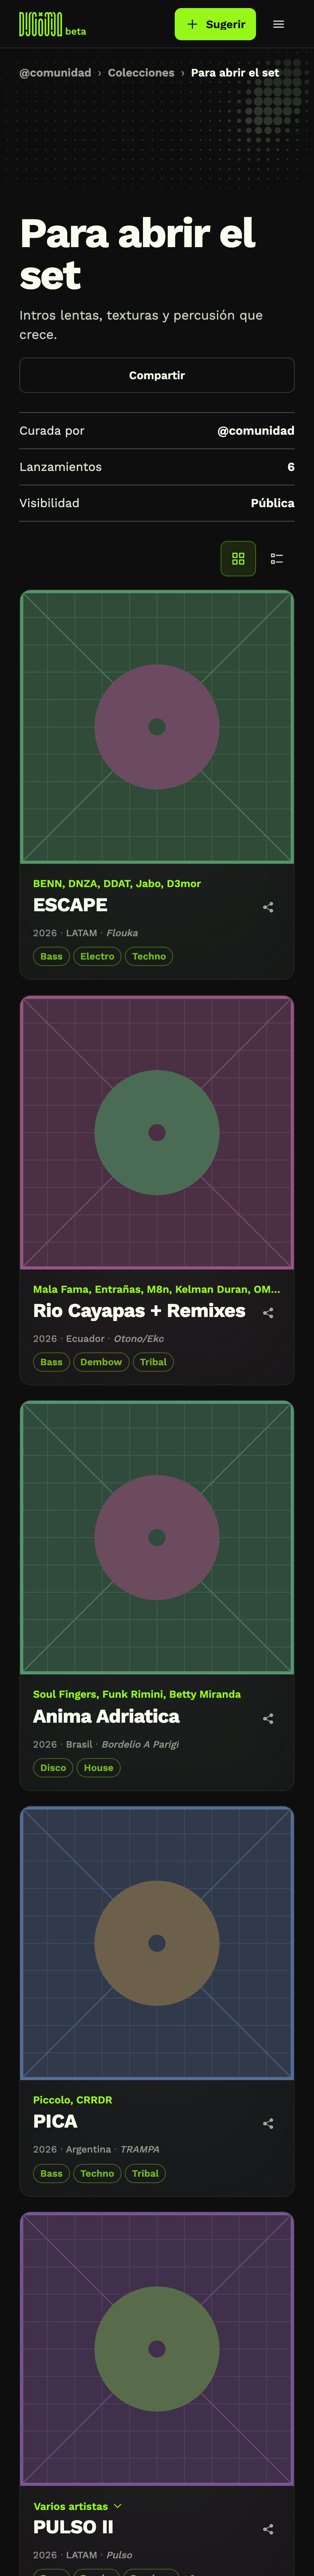 beta
+ Sugerir
@comunidad › Colecciones › Para abrir el set
Para abrir el
set
Intros lentas, texturas y percusión que
crece.
Compartir
Curada por @comunidad
Lanzamientos 6
Visibilidad Pública
BENN, DNZA, DDAT, Jabo, D3mor
ESCAPE
2026 · LATAM · Flouka
Bass Electro Techno
Mala Fama, Entrañas, M8n, Kelman Duran, OM...
Rio Cayapas + Remixes
2026 · Ecuador · Otono/Ekc
Bass Dembow Tribal
Soul Fingers, Funk Rimini, Betty Miranda
Anima Adriatica
2026 · Brasil · Bordelio A Parigi
Disco House
Piccolo, CRRDR
PICA
2026 · Argentina · TRAMPA
Bass Techno Tribal
Varios artistas
PULSO II
2026 · LATAM · Pulso